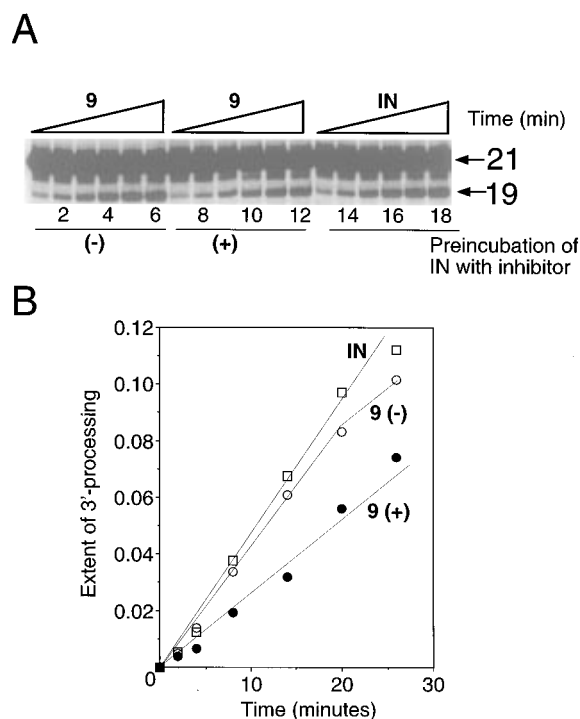 A
9 9 IN Time (min)
21
19
2 4 6 8 10 12 14 16 18
(-) (+) Preincubation of
IN with inhibitor
B
Extent of 3'-processing
0.12
0.10
0.08
0.06
0.04
0.02
0
IN
9 (-)
9 (+)
0 10 20 30
Time (minutes)